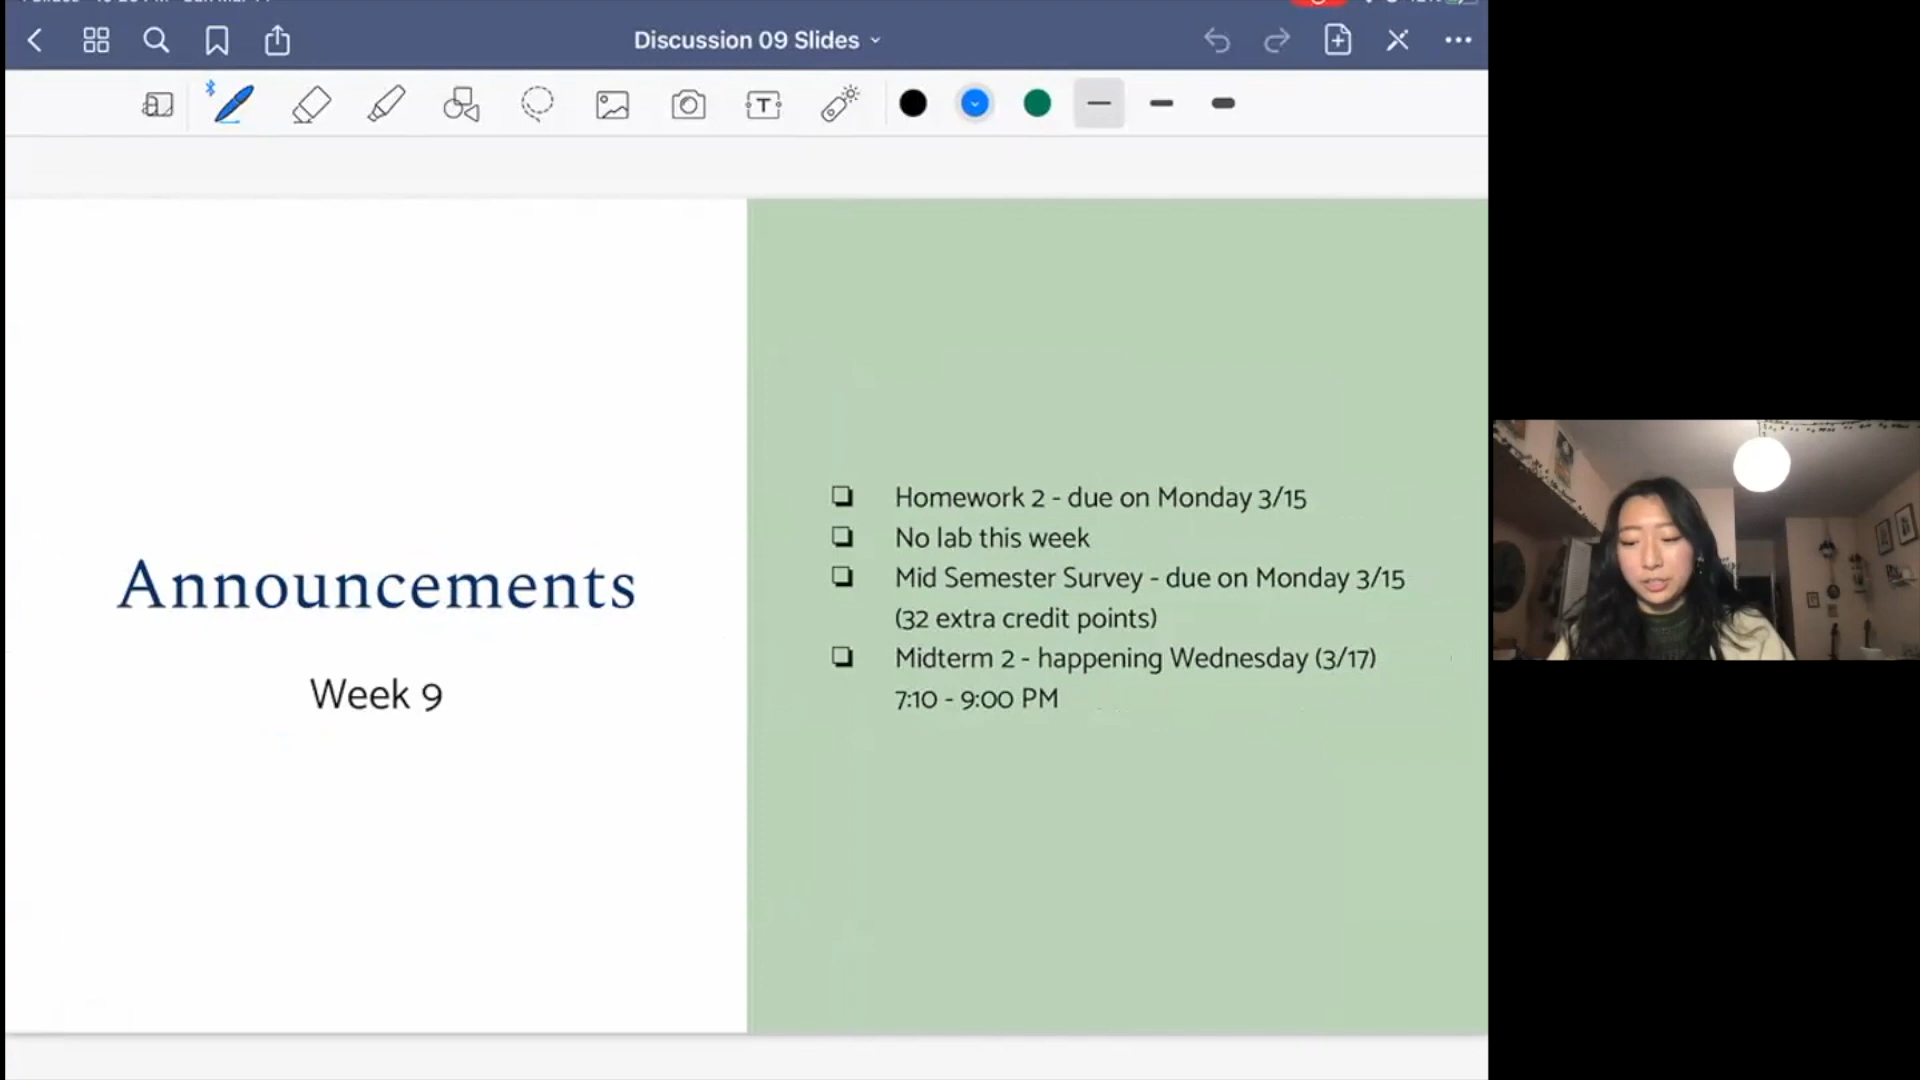 Discussion 09 Slides
T
Announcements
Week 9
Homework 2 - due on Monday 3/15
No lab this week
Mid Semester Survey - due on Monday 3/15
(32 extra credit points)
Midterm 2 - happening Wednesday (3/17)
7:10 - 9:00 PM